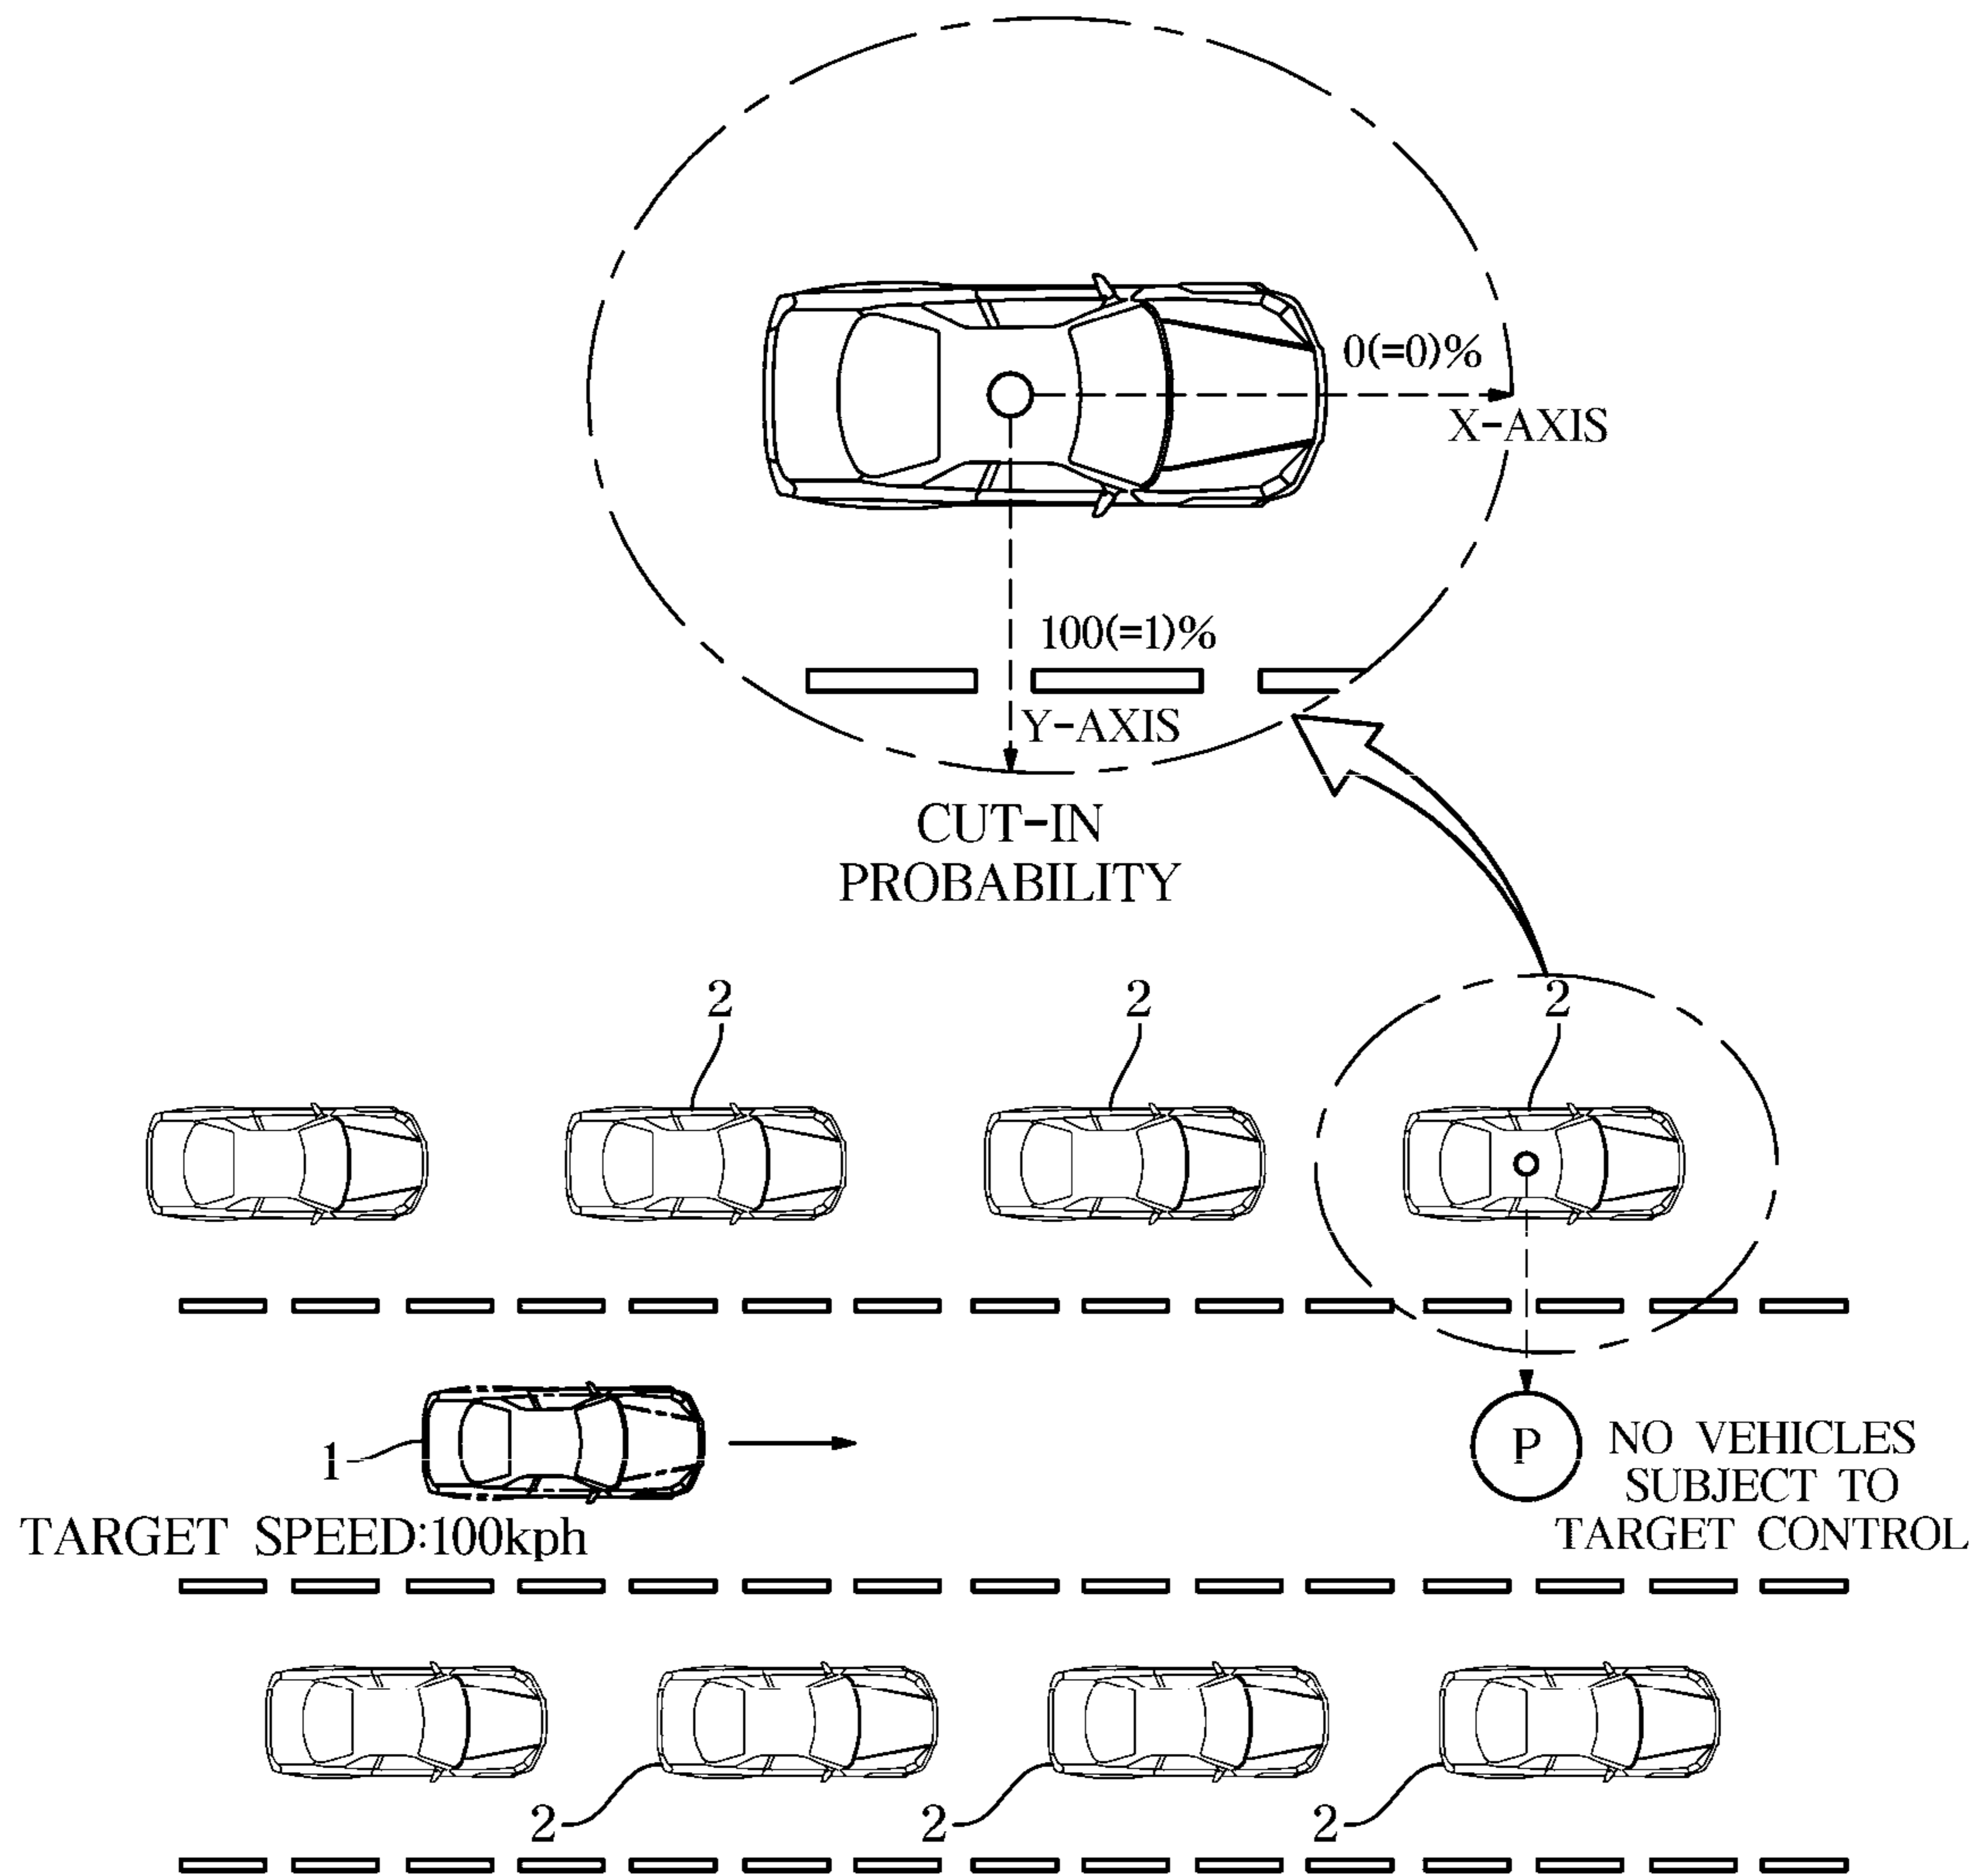 0(=0)%
X-AXIS
100(=1)%
Y-AXIS
CUT-IN
PROBABILITY
2
2
2
1
TARGET SPEED:100kph
P
NO VEHICLES
SUBJECT TO
TARGET CONTROL
2
2
2